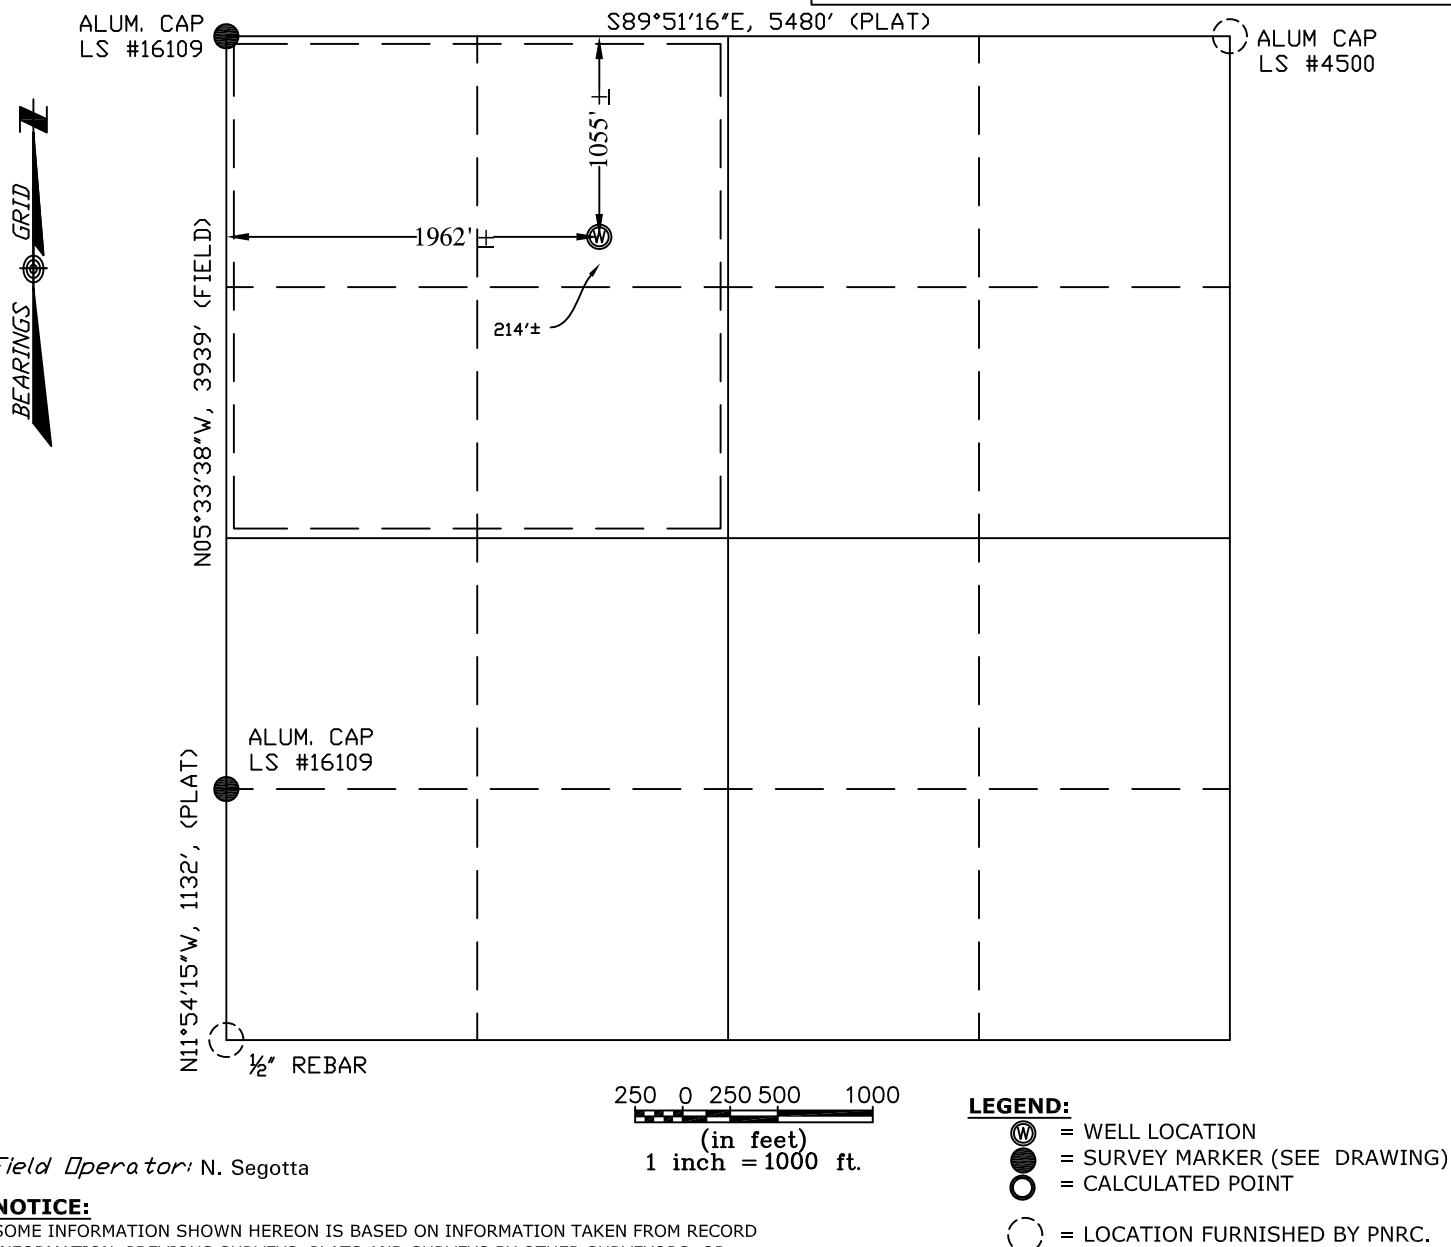 S89°51'16"E, 5480' (PLAT)
ALUM. CAP
LS #16109
ALUM CAP
LS #4500
N
GRID
BEARINGS
1055' ±
1962' ±
W
214'±
N05°33'38"W, 3939' (FIELD)
ALUM. CAP
LS #16109
N11°54'15"W, 1132', (PLAT)
½" REBAR
250 0 250 500 1000
(in feet)
1 inch = 1000 ft.
LEGEND:
W = WELL LOCATION
= SURVEY MARKER (SEE DRAWING)
= CALCULATED POINT
= LOCATION FURNISHED BY PNRC.
Field Operator: N. Segotta
NOTICE:
SOME INFORMATION SHOWN HEREON IS BASED ON INFORMATION TAKEN FROM RECORD